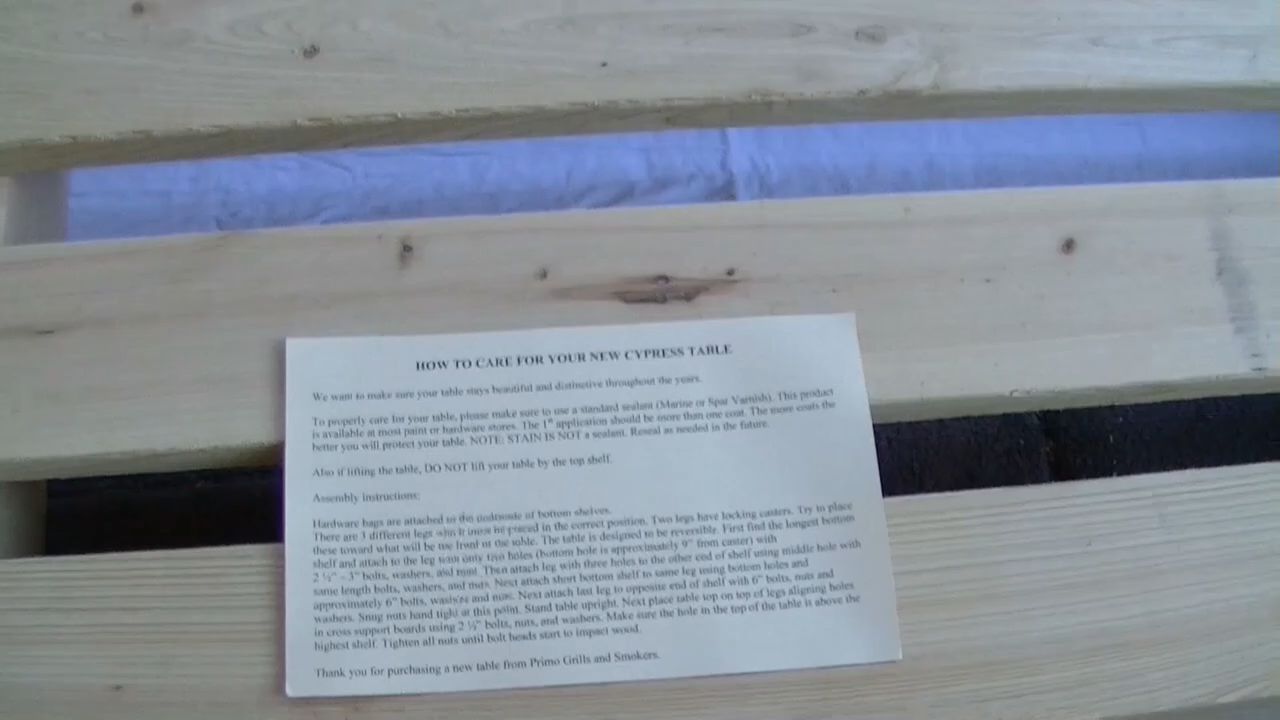 HOW TO CARE FOR YOUR NEW CYPRESS TABLE
We want to make sure your table stays beautiful and distinctive throughout the years.
To properly care for your table, please make sure to use a standard sealant (Marine or Spar Varnish). This product
is available at most paint or hardware stores. The 1st application should be more than one coat. The more coats the
better you will protect your table. NOTE: STAIN IS NOT a sealant. Reseal as needed in the future.
Also if lifting the table, DO NOT lift your table by the top shelf.
Assembly instructions:
Hardware bags are attached to the underside of bottom shelves.
There are 3 different legs must be placed in the correct position. Two legs have locking casters. Try to place
these toward what will be the front of the table. The table is designed to be reversible. First find the longest bottom
shelf and attach to the leg with only two holes (bottom hole is approximately 9" from caster) with
2 ½" - 3" bolts, washers, and nuts. Then attach leg with three holes to the other end of shelf using middle hole with
same length bolts, washers, and nuts. Next attach short bottom shelf to same leg using bottom holes and
approximately 6" bolts, washers and nuts. Next attach last leg to opposite end of shelf with 6" bolts, nuts and
washers. Snug nuts hand tight at this point. Stand table upright. Next place table top on top of legs aligning holes
in cross support boards using 2 ½" bolts, nuts, and washers. Make sure the hole in the top of the table is above the
highest shelf. Tighten all nuts until bolt heads start to impact wood.
Thank you for purchasing a new table from Primo Grills and Smokers.